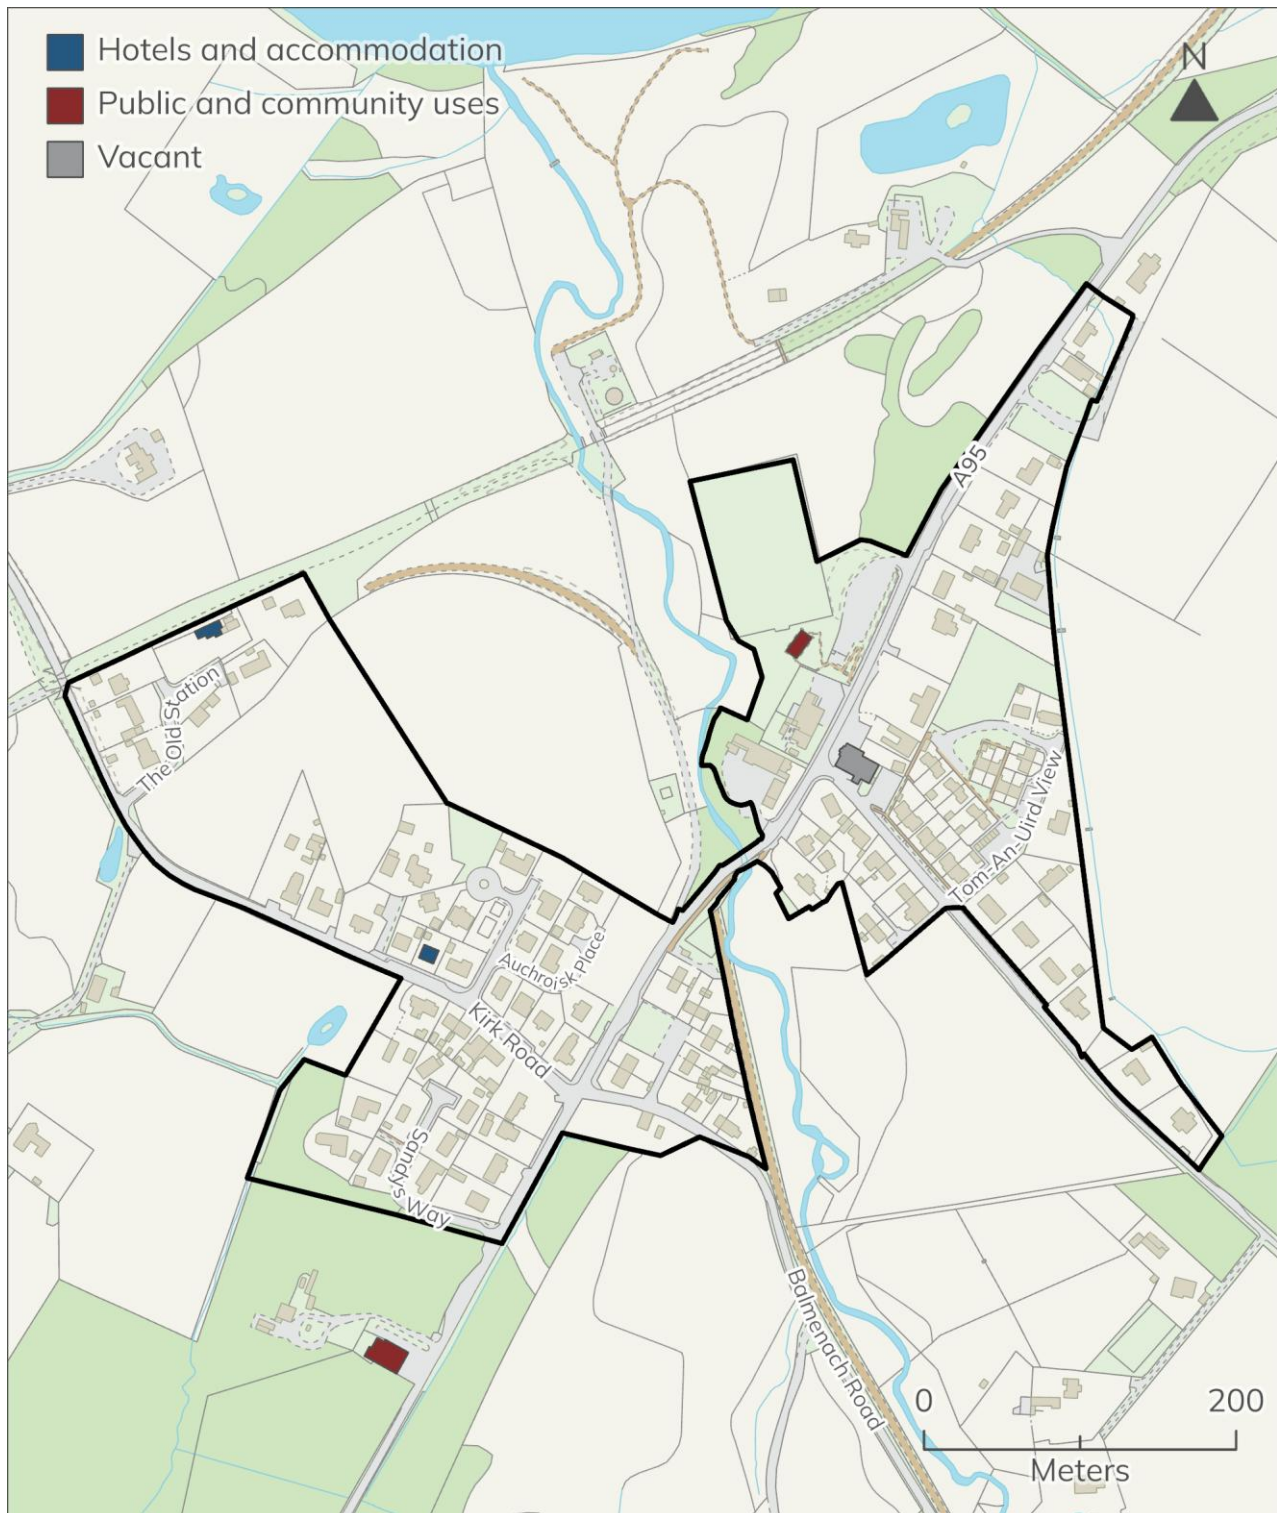 Hotels and accommodation
Public and community uses
Vacant
N
A95
The Old Station
Tom-An-Uird View
Auchroisk Place
Kirk Road
Sandys Way
Balmenach Road
0 200
Meters